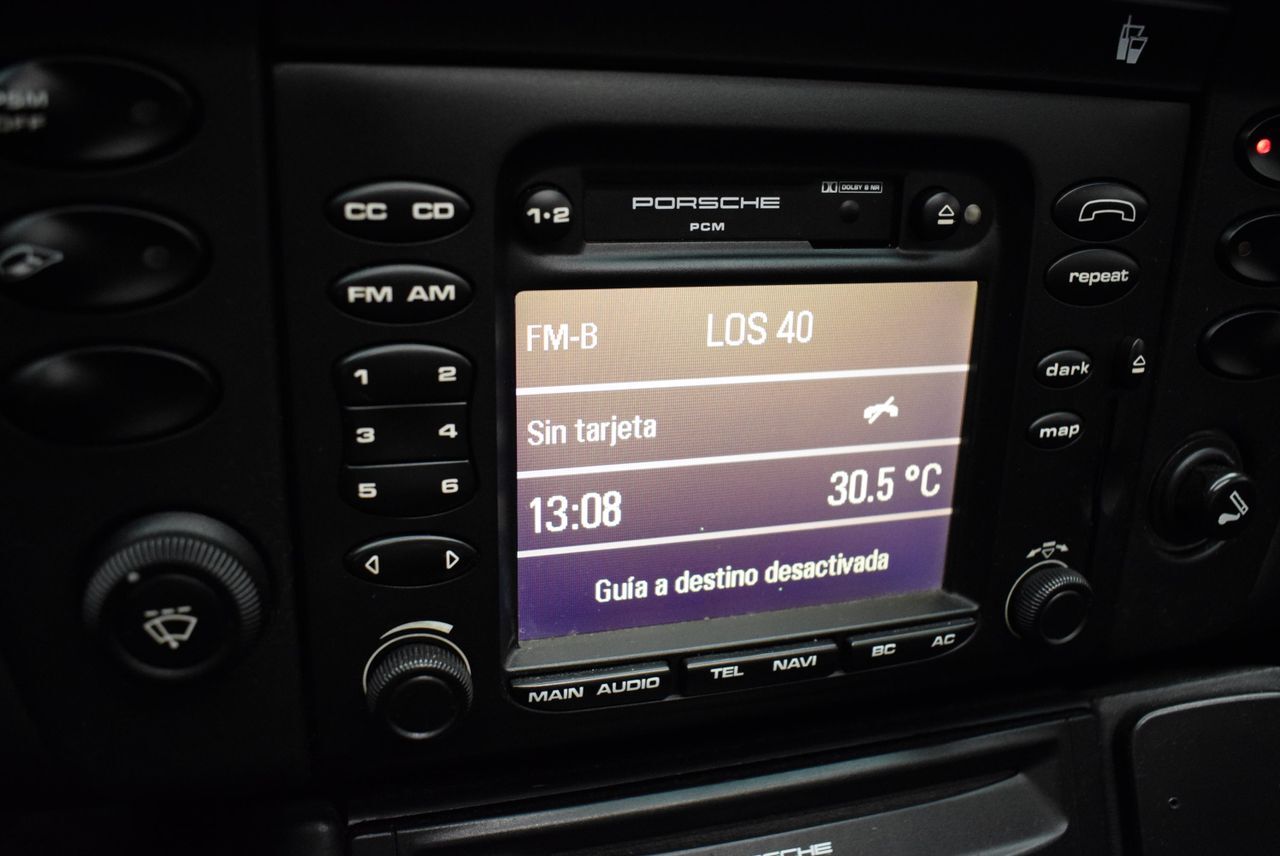 PSM
OFF
CC CD
FM AM
1 2
3 4
5 6
1•2
PORSCHE
PCM
DOLBY B NR
FM-B LOS 40
Sin tarjeta
13:08 30.5 ºC
Guía a destino desactivada
MAIN AUDIO
TEL NAVI
BC AC
repeat
dark
map